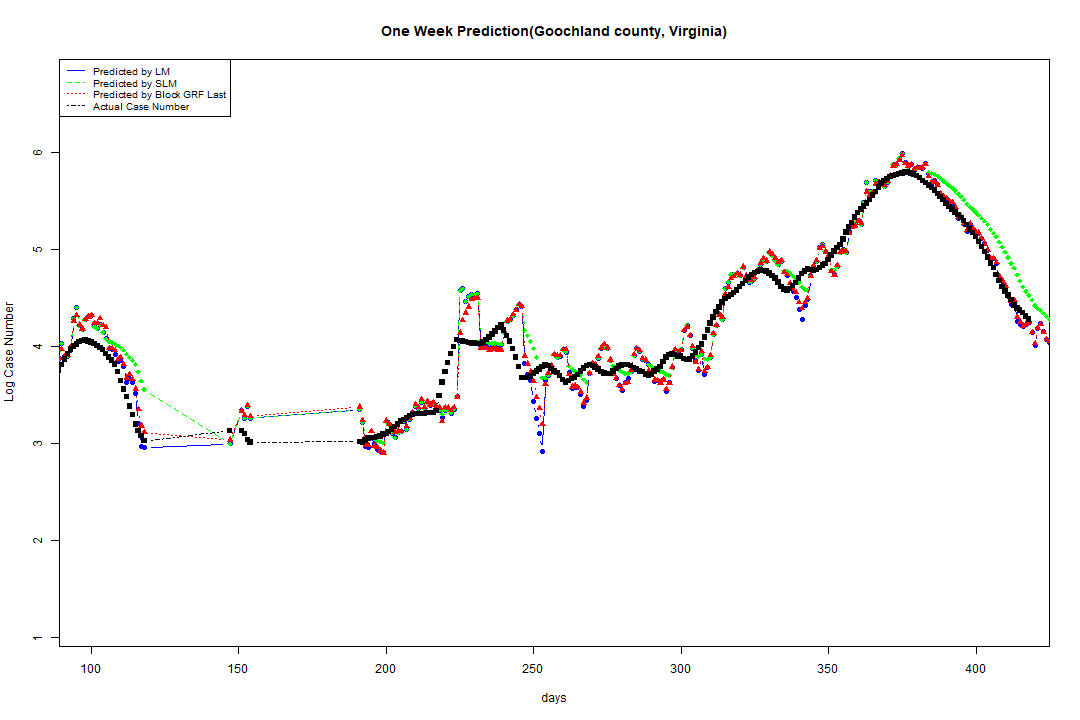 One Week Prediction(Goochland county, Virginia)
Predicted by LM
Predicted by SLM
Predicted by Block GRF Last
Actual Case Number
6
5
4
3
2
1
Log Case Number
100 150 200 250 300 350 400
days